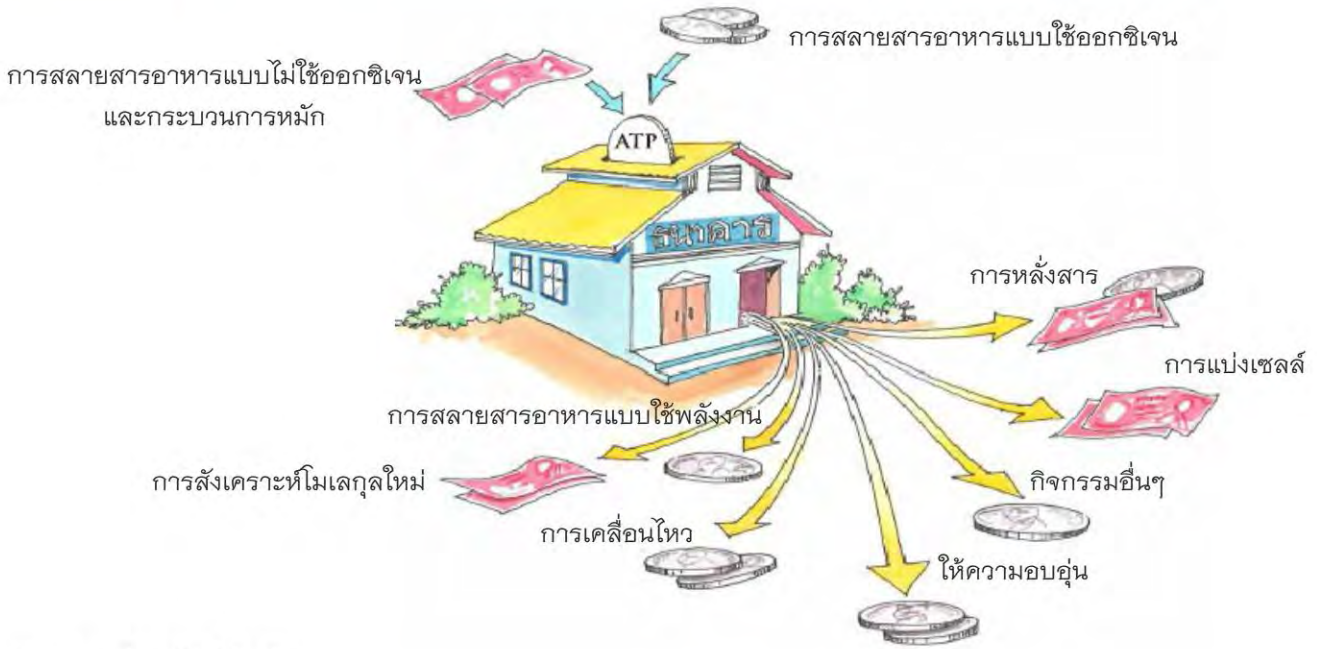 การสลายสารอาหารแบบใช้ออกซิเจน
การสลายสารอาหารแบบไม่ใช้ออกซิเจน
และกระบวนการหมัก
ATP
ธนาคาร
การหลั่งสาร
การแบ่งเซลล์
การสลายสารอาหารแบบใช้พลังงาน
การสังเคราะห์โมเลกุลใหม่
กิจกรรมอื่นๆ
การเคลื่อนไหว
ให้ความอบอุ่น